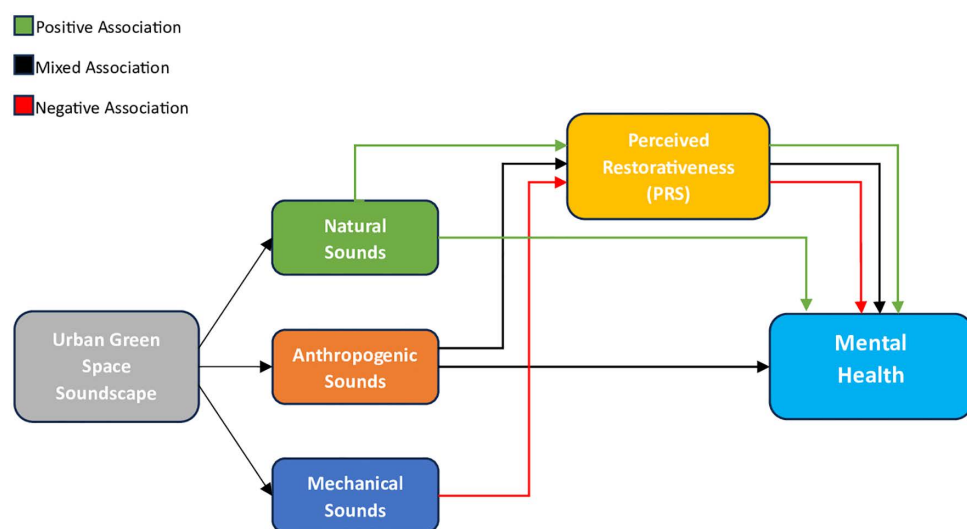 Positive Association
Mixed Association
Negative Association
Perceived
Restorativeness
(PRS)
Natural
Sounds
Urban Green
Space
Soundscape
Anthropogenic
Sounds
Mental
Health
Mechanical
Sounds